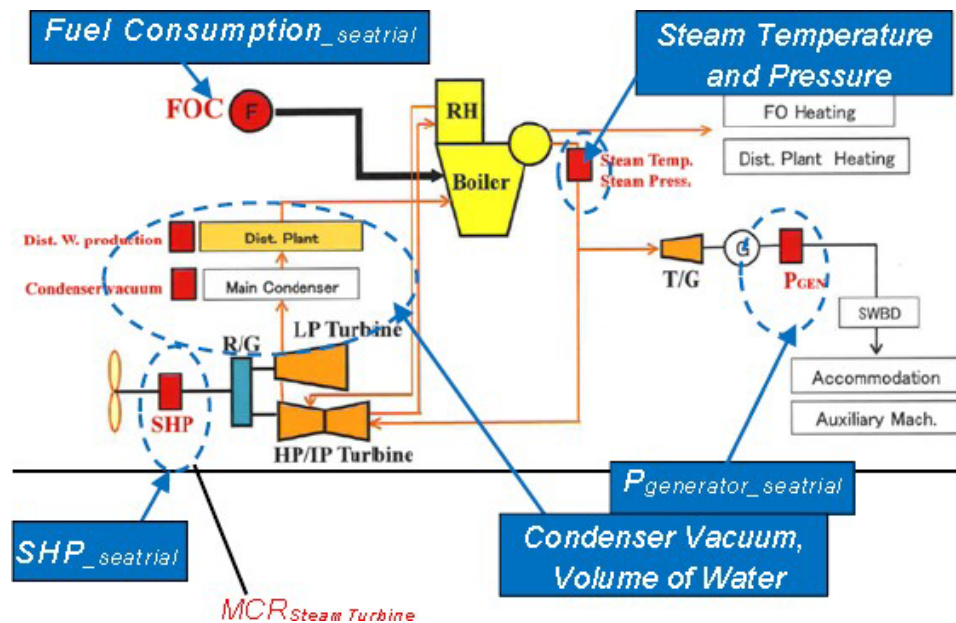 Fuel Consumption_seatrial
Steam Temperature
and Pressure
FOC
F
RH
FO Heating
Dist. Plant Heating
Boiler
Steam Temp.
Steam Press.
Dist. W. production
Dist. Plant
Condenser vacuum
Main Condenser
T/G
G
PGEN
SWBD
R/G
LP Turbine
Accommodation
Auxiliary Mach.
SHP
HP/IP Turbine
Pgenerator_seatrial
SHP_seatrial
Condenser Vacuum,
Volume of Water
MCRSteam Turbine